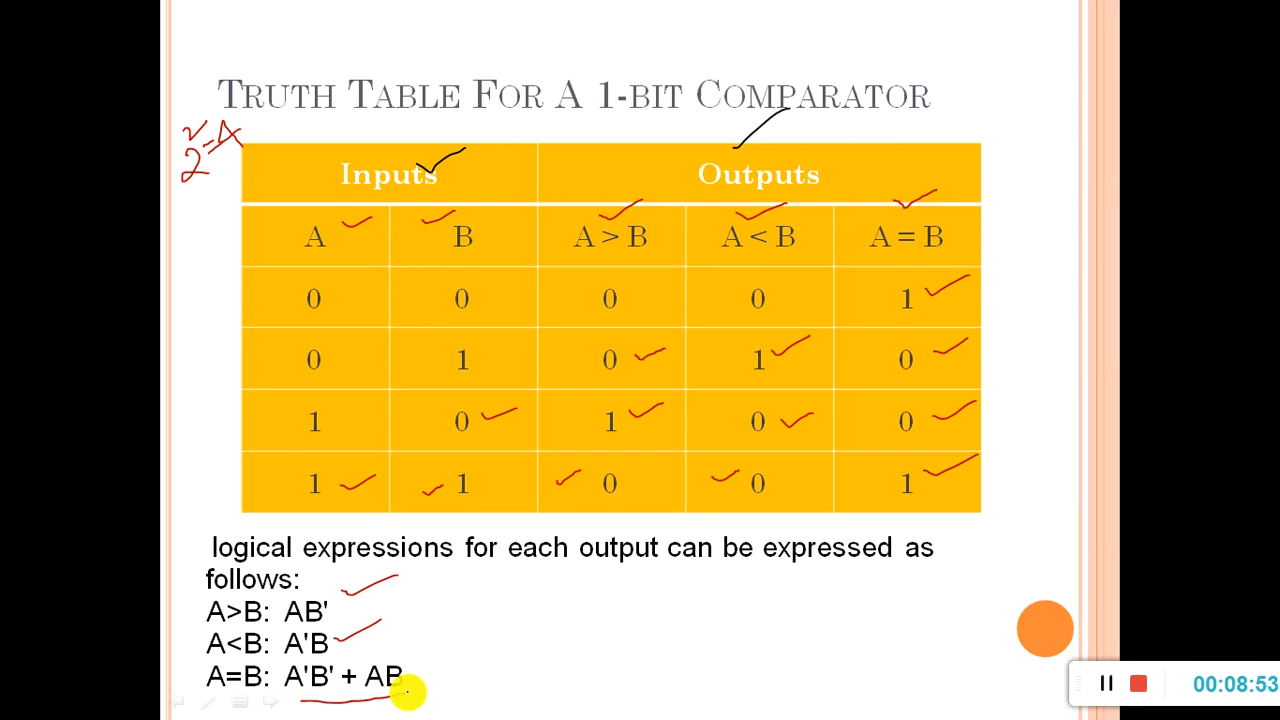 TRUTH TABLE FOR A 1-BIT COMPARATOR
2²=4
Inputs Outputs
A B A > B A < B A = B
0 0 0 0 1
0 1 0 1 0
1 0 1 0 0
1 1 0 0 1
logical expressions for each output can be expressed as
follows:
A>B: AB'
A<B: A'B
A=B: A'B' + AB
00:08:53